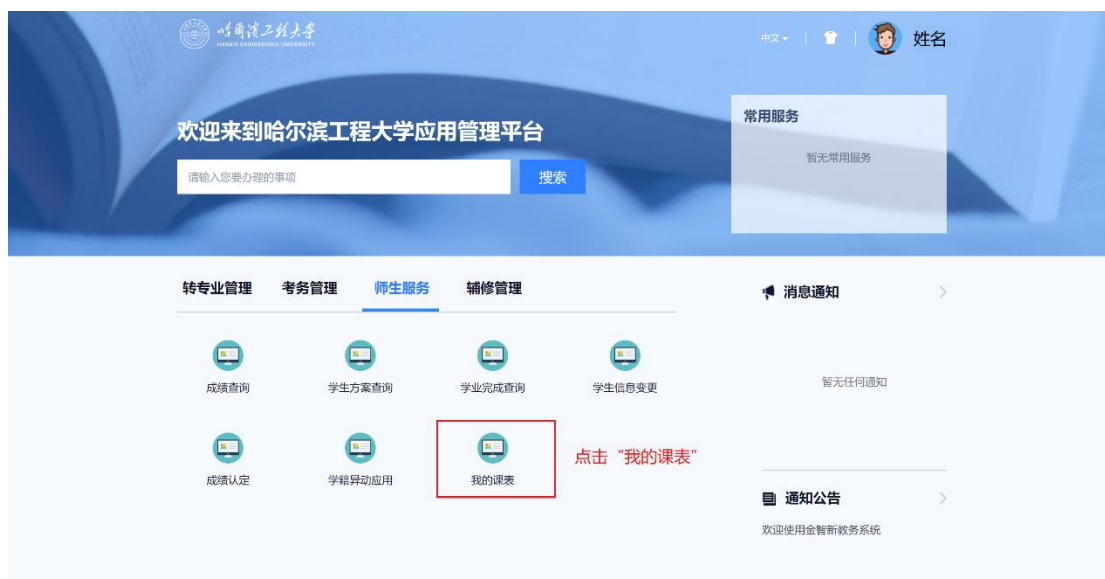 哈尔滨工程大学
HARBIN ENGINEERING UNIVERSITY
中文
姓名
欢迎来到哈尔滨工程大学应用管理平台
请输入您要办理的事项
搜索
常用服务
暂无常用服务
转专业管理 考务管理 师生服务 辅修管理
成绩查询 学生方案查询 学业完成查询 学生信息变更
成绩认定 学籍异动应用 我的课表
点击“我的课表”
消息通知
暂无任何通知
通知公告
欢迎使用金智新教务系统